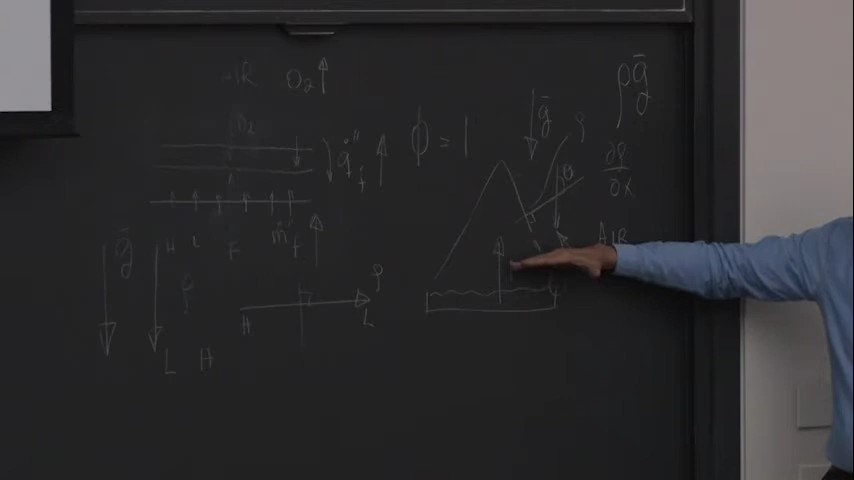 AIR O₂ ↑
O₂
q̇″f ↑
ṁ″f ↑
H L F
ḡ
L H
ρ
H L
ϕ = 1
ḡ
θ
ρḡ
∂ρ
∂x
AIR